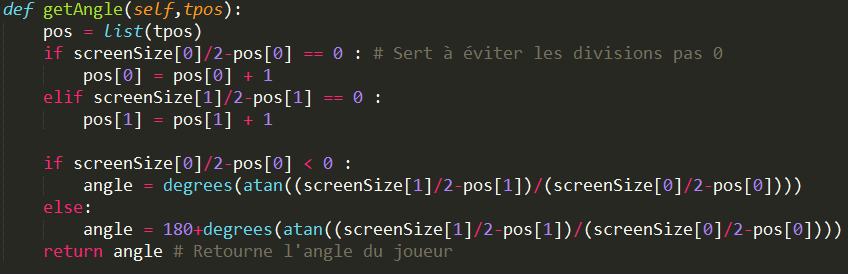 def getAngle(self,tpos):
    pos = list(tpos)
    if screenSize[0]/2-pos[0] == 0 : # Sert à éviter les divisions pas 0
        pos[0] = pos[0] + 1
    elif screenSize[1]/2-pos[1] == 0 :
        pos[1] = pos[1] + 1

    if screenSize[0]/2-pos[0] < 0 :
        angle = degrees(atan((screenSize[1]/2-pos[1])/(screenSize[0]/2-pos[0])))
    else:
        angle = 180+degrees(atan((screenSize[1]/2-pos[1])/(screenSize[0]/2-pos[0])))
    return angle # Retourne l'angle du joueur